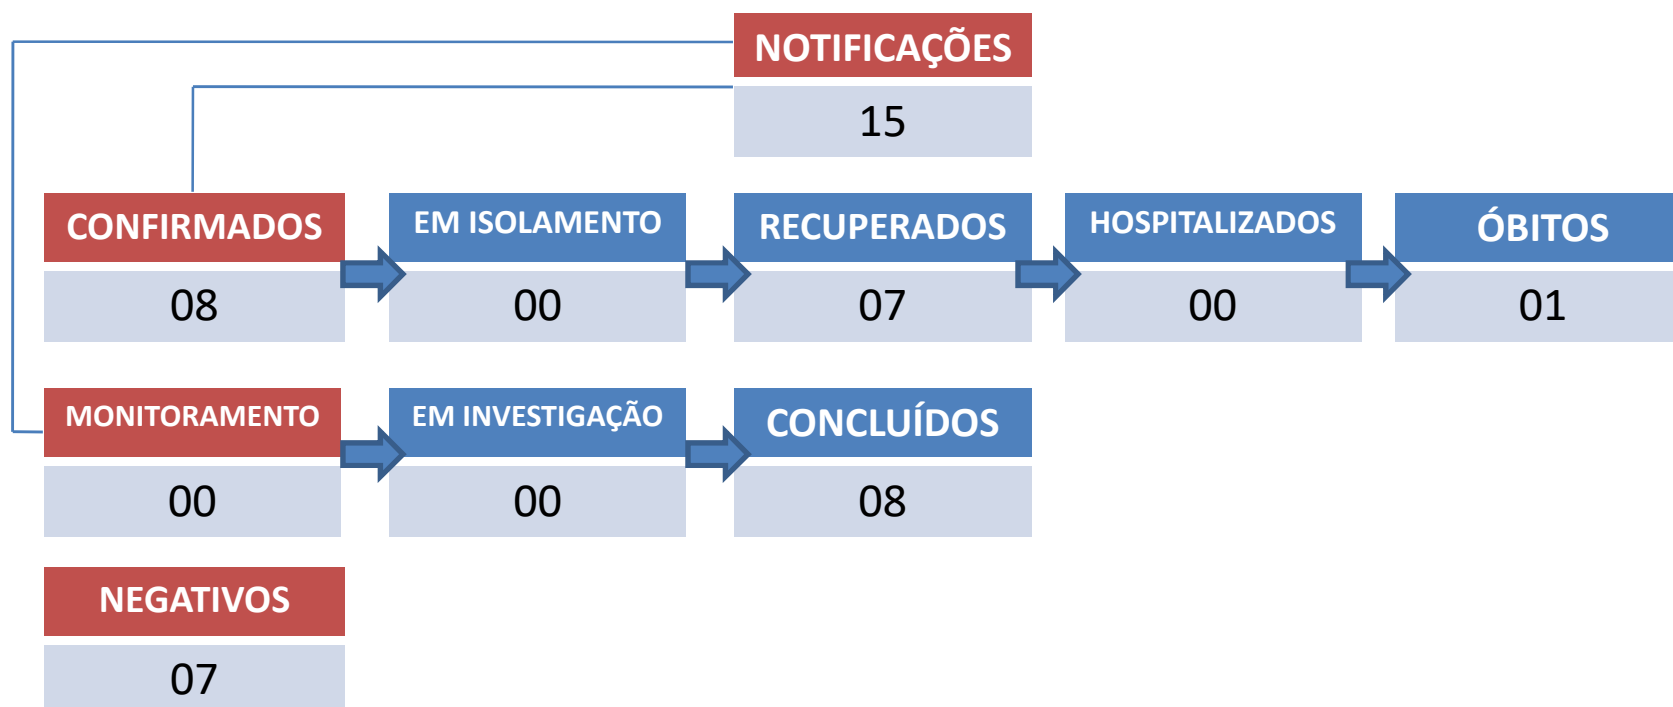 NOTIFICAÇÕES
15
CONFIRMADOS
08
EM ISOLAMENTO
00
RECUPERADOS
07
HOSPITALIZADOS
00
ÓBITOS
01
MONITORAMENTO
00
EM INVESTIGAÇÃO
00
CONCLUÍDOS
08
NEGATIVOS
07